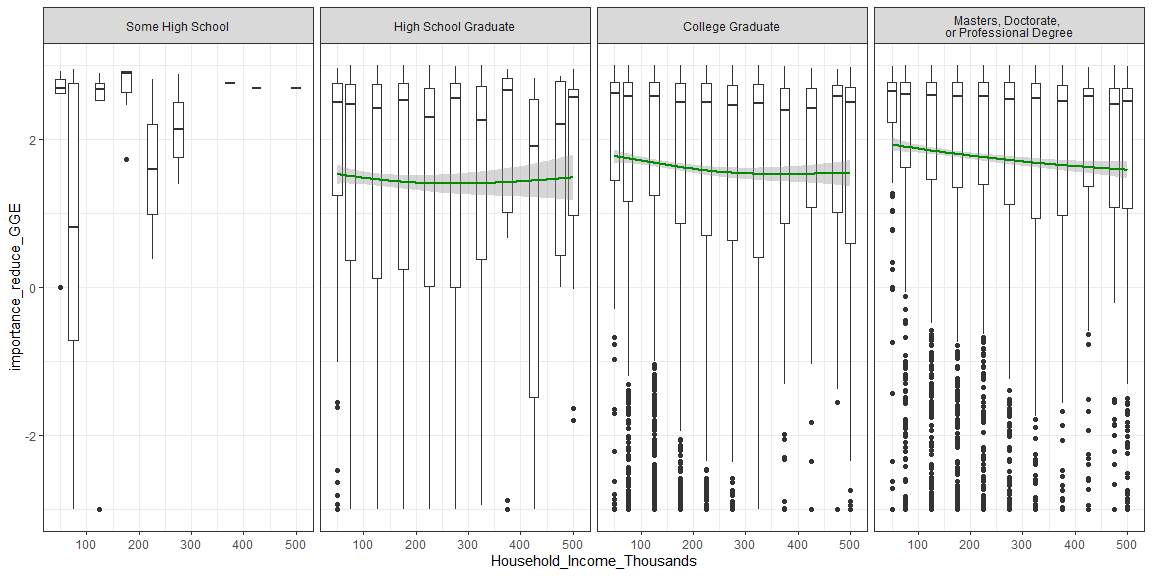 Some High School
High School Graduate
College Graduate
Masters, Doctorate,
or Professional Degree
importance_reduce_GGE
2
0
-2
100 200 300 400 500
100 200 300 400 500
100 200 300 400 500
100 200 300 400 500
Household_Income_Thousands